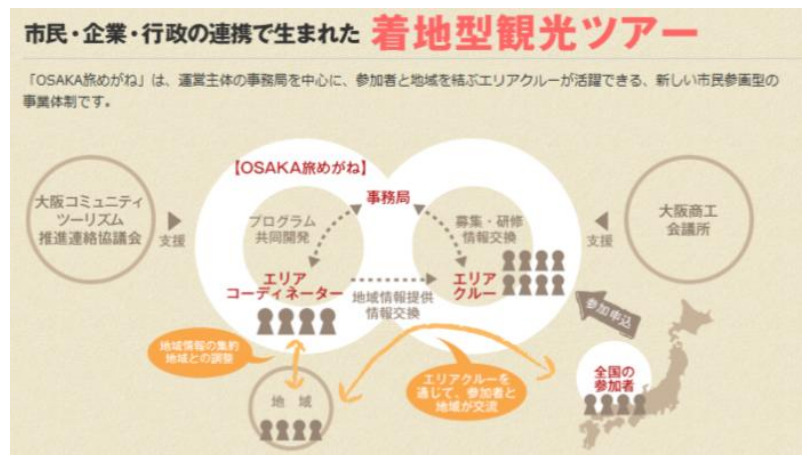 市民・企業・行政の連携で生まれた 着地型観光ツアー
「OSAKA旅めがね」は、運営主体の事務局を中心に、参加者と地域を結ぶエリアクルーが活躍できる、新しい市民参画型の
事業体制です。
【OSAKA旅めがね】
事務局
大阪コミュニティ
ツーリズム
推進連絡協議会
支援
プログラム
共同開発
募集・研修
情報交換
支援
大阪商工
会議所
エリア
コーディネーター
地域情報提供
情報交換
エリア
クルー
参加申込
地域情報の集約
地域との調整
エリアクルーを
通じて、参加者と
地域が交流
全国の
参加者
地 域